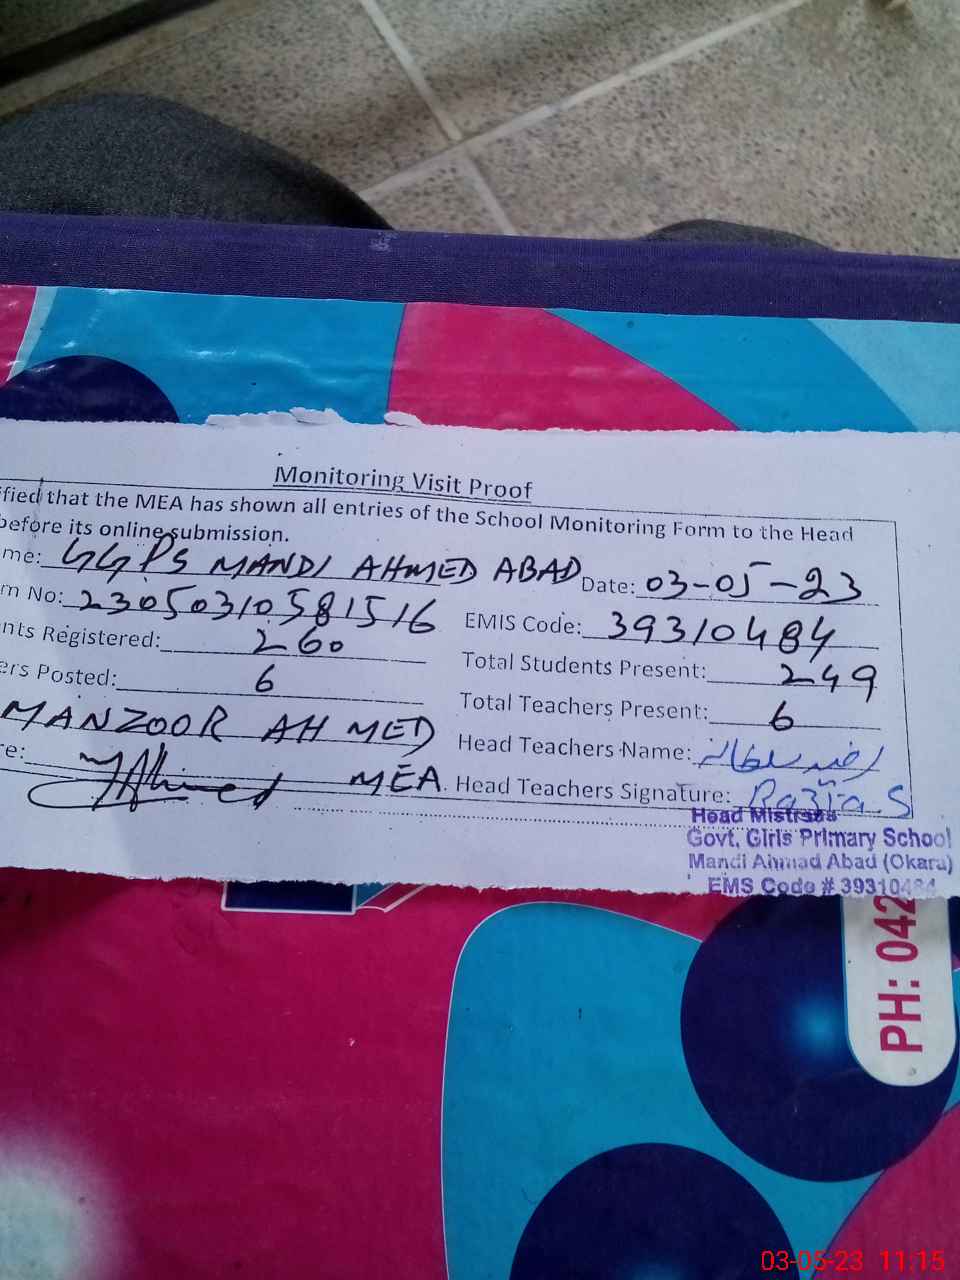 Monitoring Visit Proof
ified that the MEA has shown all entries of the School Monitoring Form to the Head
before its online submission.
me: GGPS MANDI AHMED ABAD Date: 03-05-23
m No: 2305031058 1516 EMIS Code: 39310484
nts Registered: 260 Total Students Present: 249
ers Posted: 6 Total Teachers Present: 6
MANZOOR AHMED Head Teachers Name: رضیہ سلطانہ
re: MAhmed MEA. Head Teachers Signature: Razia.S
Head Mistress
Govt. Girls Primary School
Mandi Ahmad Abad (Okara)
EMS Code # 39310484
PH: 042
03-05-23 11:15